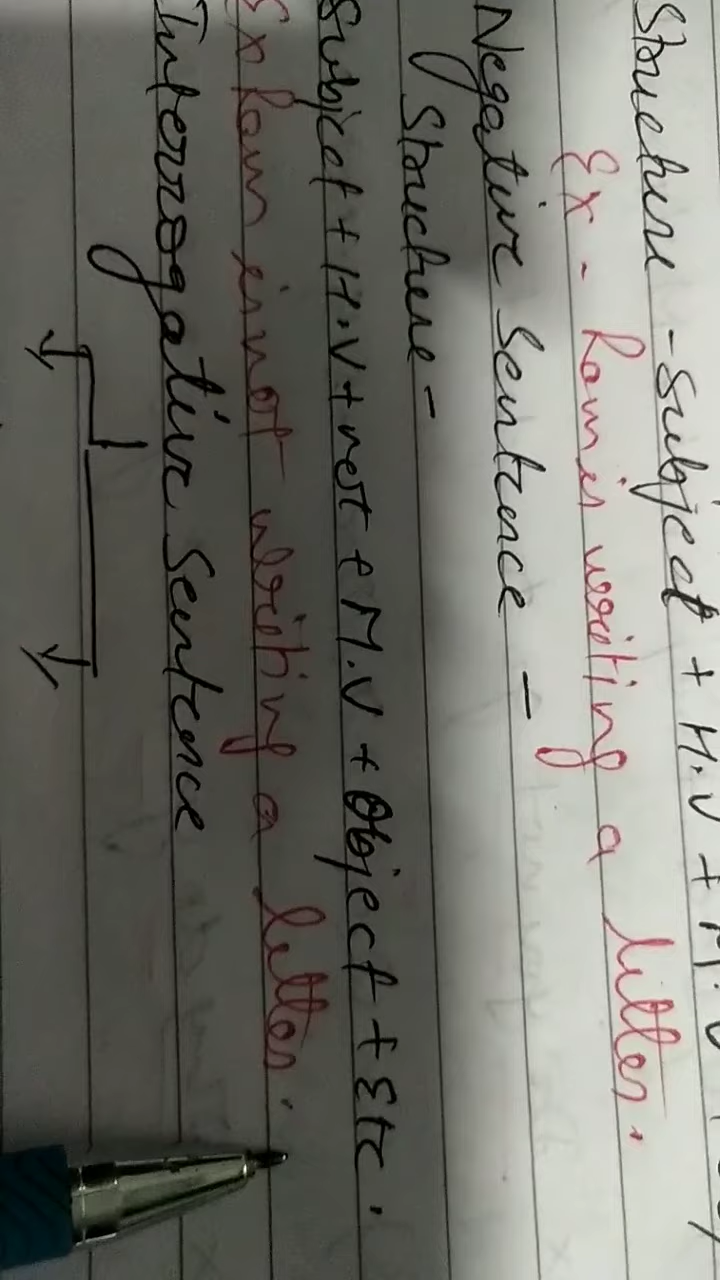 Structure - Subject + H.V + M.V
Ex - Ram is writing a letter.
Negative Sentence -
Structure -
Subject + H.V + not + M.V + Object + Etc.
Ex Ram is not writing a letter.
Interrogative Sentence